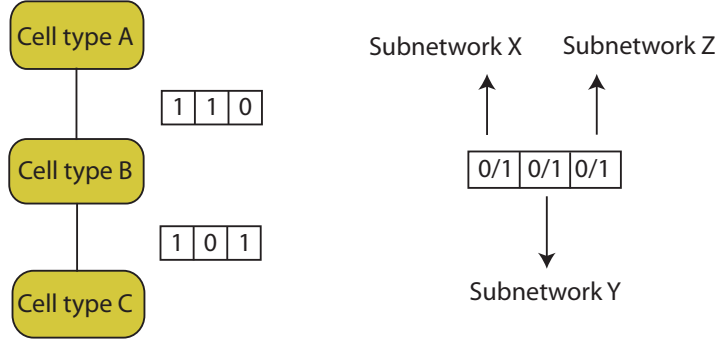 Cell type A
1 1 0
Cell type B
1 0 1
Cell type C
Subnetwork X
Subnetwork Z
0/1 0/1 0/1
Subnetwork Y